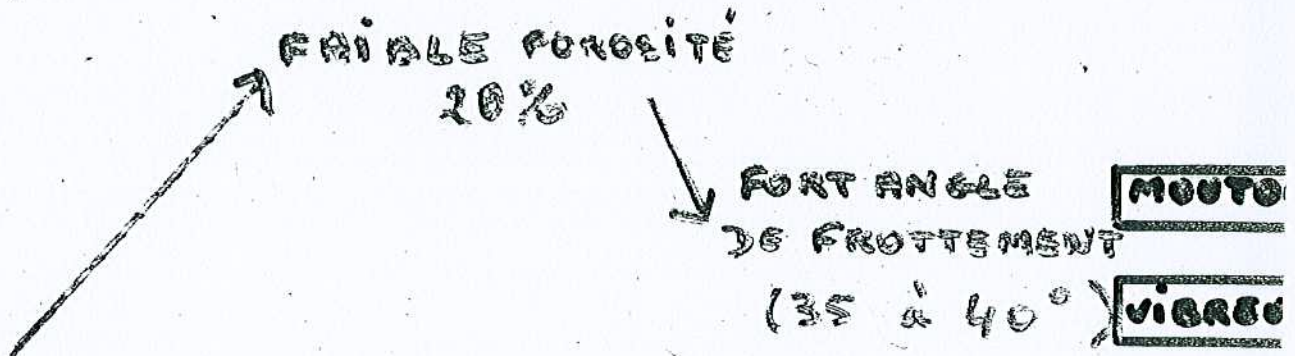 FAIBLE POROSITÉ
20%
FORT ANGLE
DE FROTTEMENT
(35 à 40°)